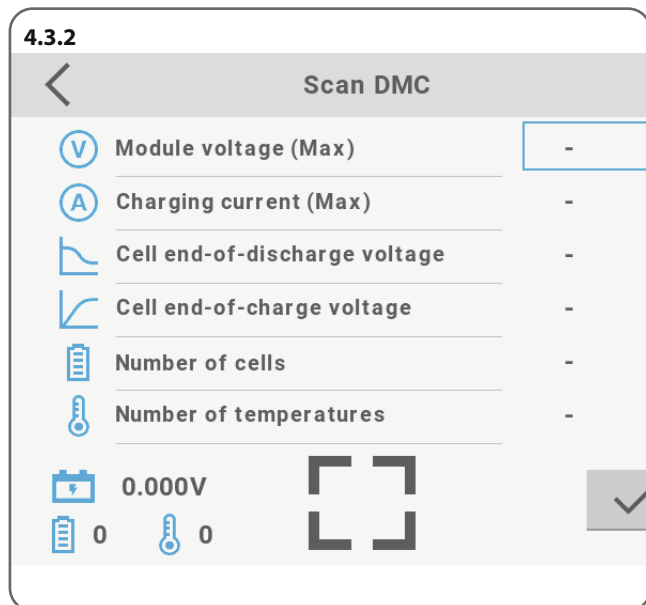 4.3.2
Scan DMC
V Module voltage (Max) -
A Charging current (Max) -
Cell end-of-discharge voltage -
Cell end-of-charge voltage -
Number of cells -
Number of temperatures -
0.000V
0 0